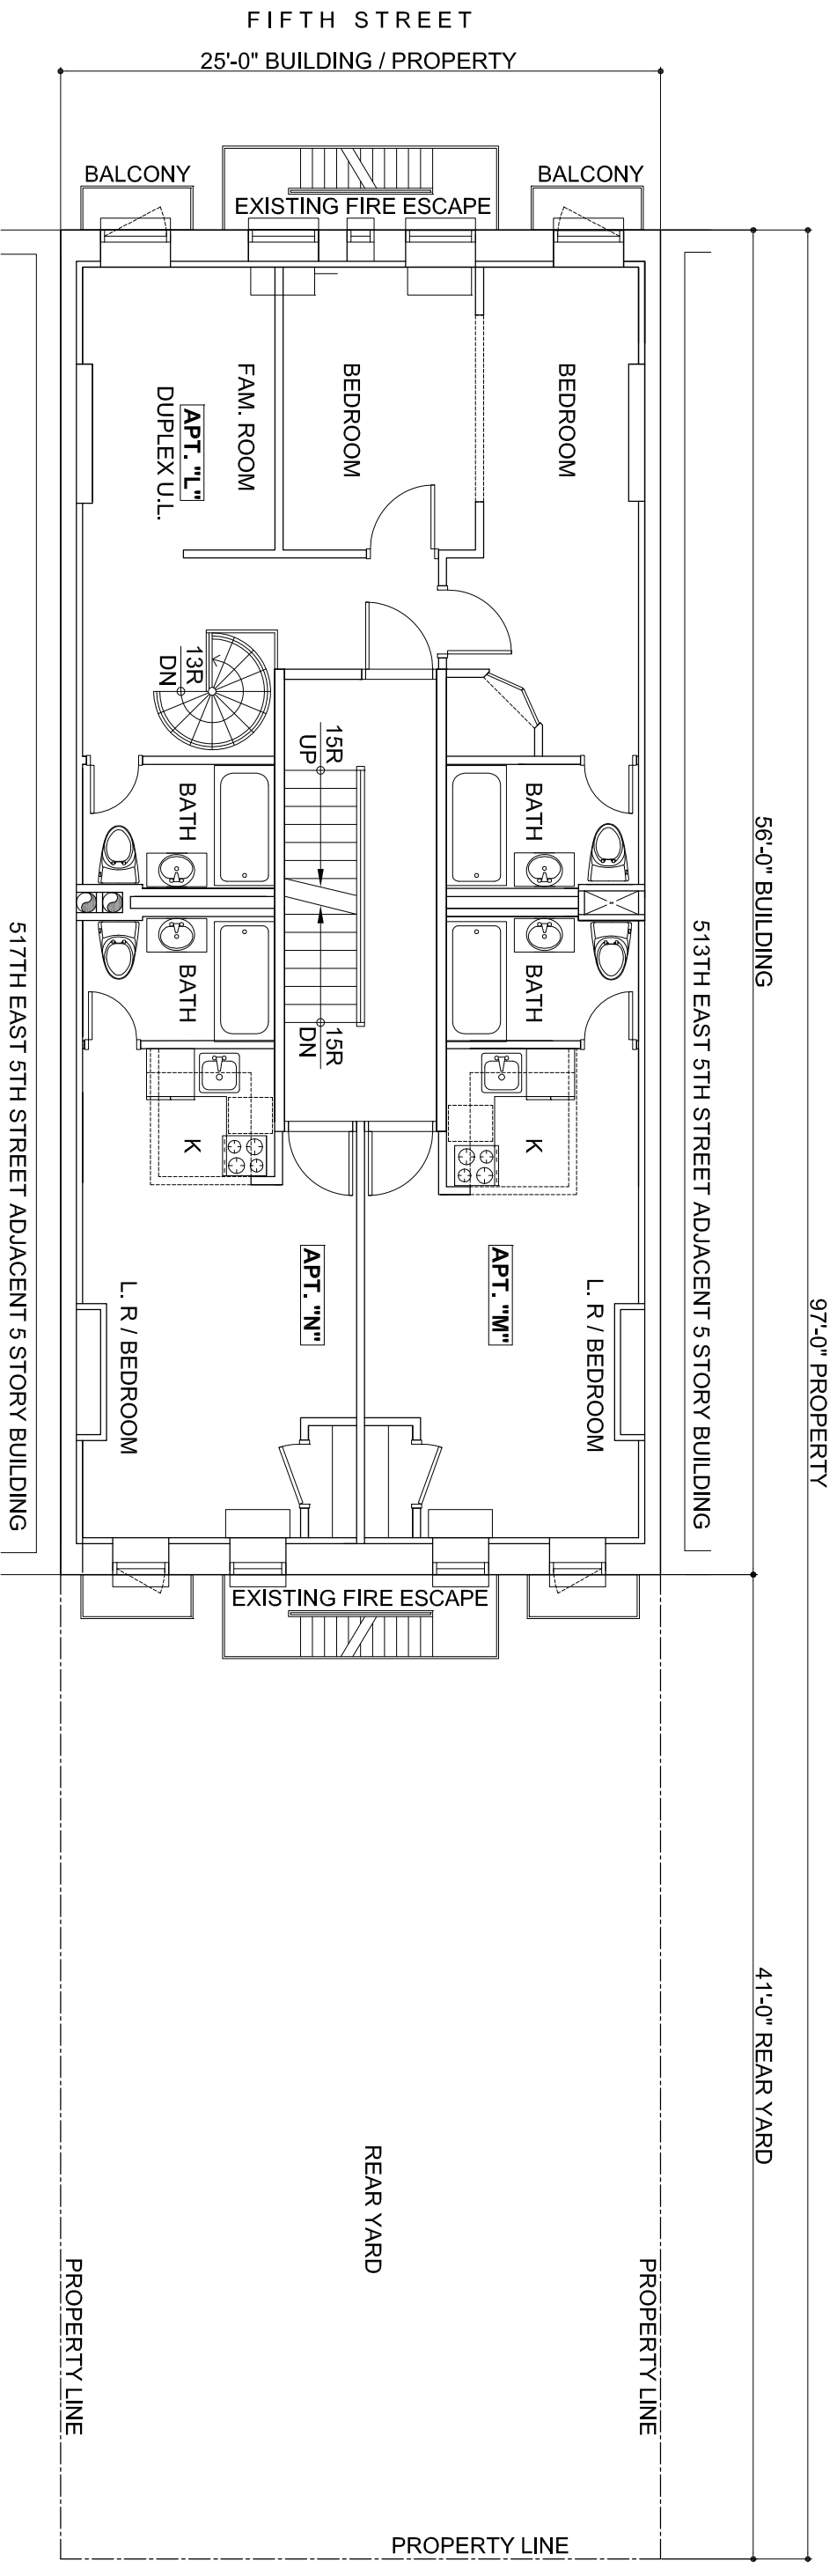 FIFTH STREET
25'-0" BUILDING / PROPERTY
BALCONY
BALCONY
EXISTING FIRE ESCAPE
BEDROOM
BEDROOM
FAM. ROOM
APT. "L"
DUPLEX U.L.
13R
DN
15R
UP
BATH
BATH
56'-0" BUILDING
BATH
BATH
15R
DN
K
K
513TH EAST 5TH STREET ADJACENT 5 STORY BUILDING
517TH EAST 5TH STREET ADJACENT 5 STORY BUILDING
APT. "M"
APT. "N"
L. R / BEDROOM
L. R / BEDROOM
97'-0" PROPERTY
EXISTING FIRE ESCAPE
41'-0" REAR YARD
REAR YARD
PROPERTY LINE
PROPERTY LINE
PROPERTY LINE